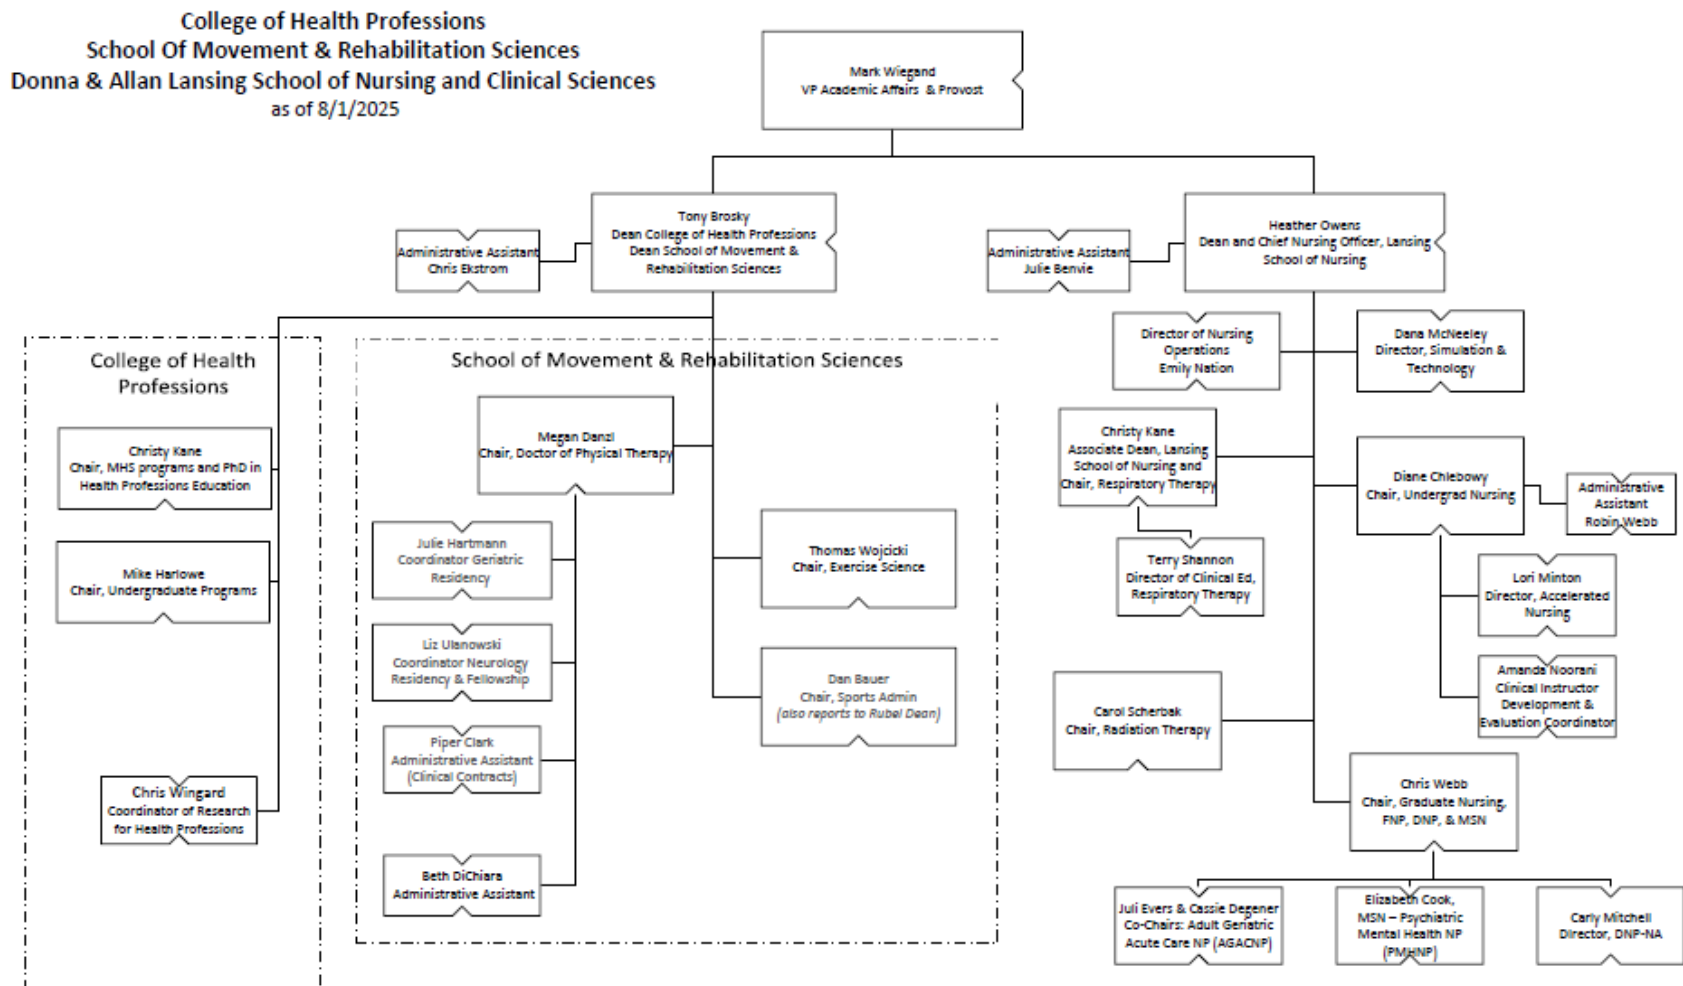 College of Health Professions
School Of Movement & Rehabilitation Sciences
Donna & Allan Lansing School of Nursing and Clinical Sciences
as of 8/1/2025
Mark Wiegand
VP Academic Affairs & Provost
Tony Brosky
Dean College of Health Professions
Dean School of Movement &
Rehabilitation Sciences
Administrative Assistant
Chris Ekstrom
Heather Owens
Dean and Chief Nursing Officer, Lansing
School of Nursing
Administrative Assistant
Julie Benvie
College of Health
Professions
Christy Kane
Chair, MHS programs and PhD in
Health Professions Education
Mike Harlowe
Chair, Undergraduate Programs
Chris Wingard
Coordinator of Research
for Health Professions
School of Movement & Rehabilitation Sciences
Megan Danzl
Chair, Doctor of Physical Therapy
Julie Hartmann
Coordinator Geriatric
Residency
Liz Ulanowski
Coordinator Neurology
Residency & Fellowship
Piper Clark
Administrative Assistant
(Clinical Contracts)
Beth DiChiara
Administrative Assistant
Thomas Wojcicki
Chair, Exercise Science
Dan Bauer
Chair, Sports Admin
(also reports to Rubel Dean)
Director of Nursing
Operations
Emily Nation
Dana McNeeley
Director, Simulation &
Technology
Christy Kane
Associate Dean, Lansing
School of Nursing and
Chair, Respiratory Therapy
Terry Shannon
Director of Clinical Ed,
Respiratory Therapy
Diane Chlebowy
Chair, Undergrad Nursing
Administrative
Assistant
Robin Webb
Lori Minton
Director, Accelerated
Nursing
Amanda Noorani
Clinical Instructor
Development &
Evaluation Coordinator
Carol Scherbak
Chair, Radiation Therapy
Chris Webb
Chair, Graduate Nursing,
FNP, DNP, & MSN
Juli Evers & Cassie Degener
Co-Chairs: Adult Geriatric
Acute Care NP (AGACNP)
Elizabeth Cook,
MSN – Psychiatric
Mental Health NP
(PMHNP)
Carly Mitchell
Director, DNP-NA